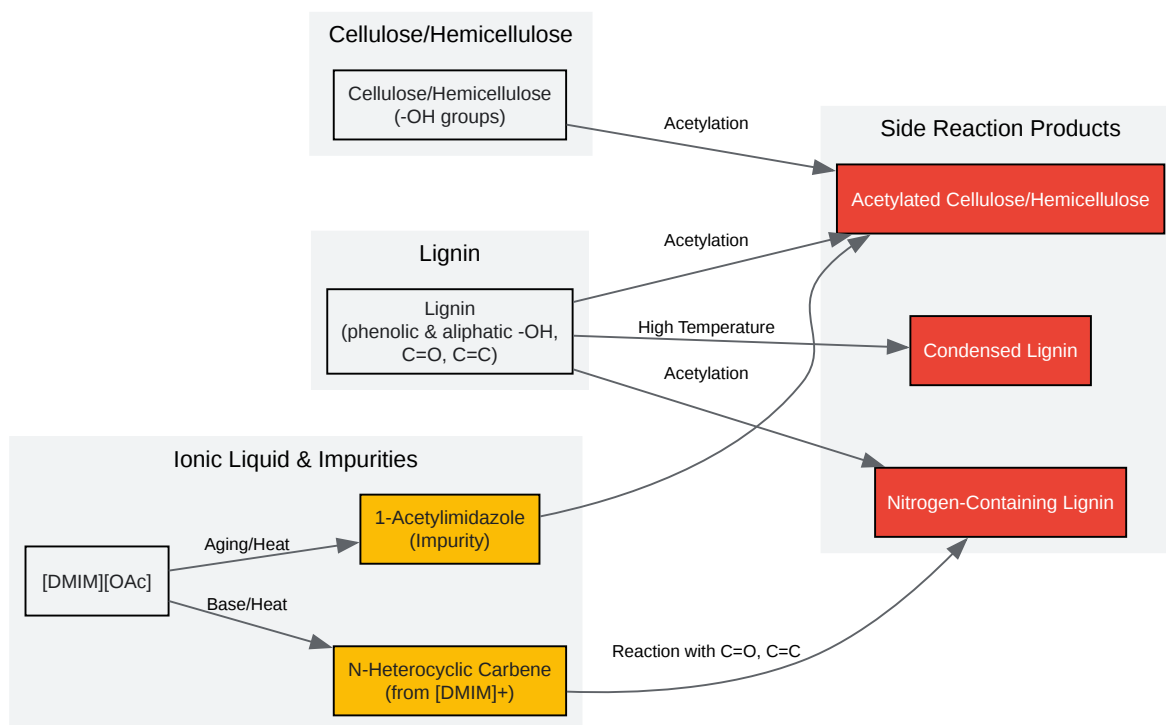 Cellulose/Hemicellulose
Cellulose/Hemicellulose
(-OH groups)
Acetylation
Side Reaction Products
Acetylated Cellulose/Hemicellulose
Lignin
Acetylation
Lignin
(phenolic & aliphatic -OH,
C=O, C=C)
High Temperature
Condensed Lignin
Acetylation
Ionic Liquid & Impurities
Nitrogen-Containing Lignin
1-Acetylimidazole
(Impurity)
Aging/Heat
[DMIM][OAc]
Base/Heat
N-Heterocyclic Carbene
(from [DMIM]+)
Reaction with C=O, C=C